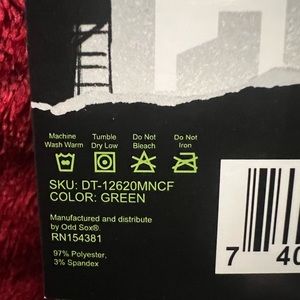 Machine Wash Warm
Tumble Dry Low
Do Not Bleach
Do Not Iron
SKU: DT-12620MNCF
COLOR: GREEN
Manufactured and distribute
by Odd Sox®.
RN154381
97% Polyester,
3% Spandex
7 40